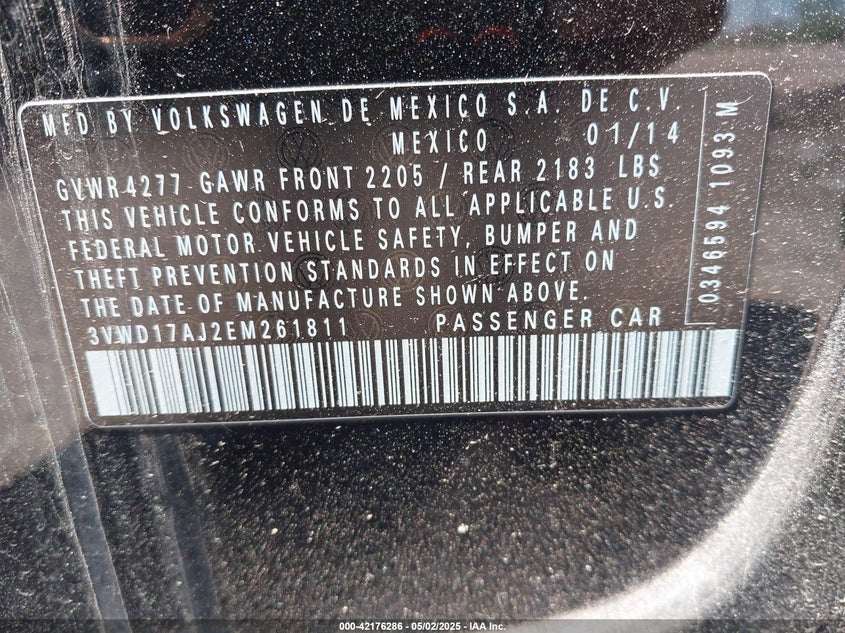 MFD BY VOLKSWAGEN DE MEXICO S.A. DE C.V.
MEXICO 01/14
GVWR4277 GAWR FRONT 2205 / REAR 2183 LBS
THIS VEHICLE CONFORMS TO ALL APPLICABLE U.S.
FEDERAL MOTOR VEHICLE SAFETY, BUMPER AND
THEFT PREVENTION STANDARDS IN EFFECT ON
THE DATE OF MANUFACTURE SHOWN ABOVE.
3VWD17AJ2EM261811 PASSENGER CAR
0346594 1093 M
000-42176286 - 05/02/2025 - IAA Inc.